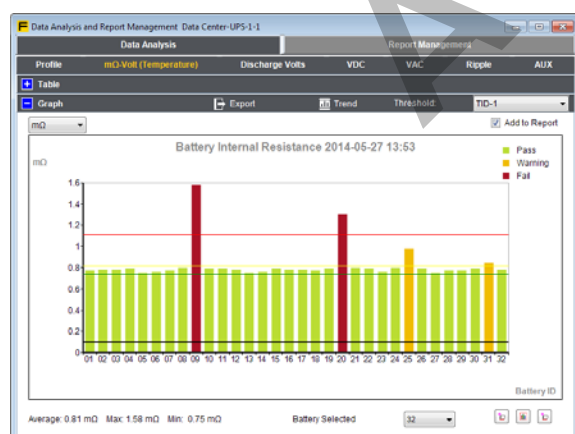 F Data Analysis and Report Management Data Center-UPS-1-1
Data Analysis Report Management
Profile mΩ-Volt (Temperature) Discharge Volts VDC VAC Ripple AUX
+ Table
- Graph Export Trend Threshold: TID-1
mΩ Add to Report
Battery Internal Resistance 2014-05-27 13:53
mΩ
Pass
Warning
Fail
1.6
1.4
1.2
1
0.8
0.6
0.4
0.2
0
01 02 03 04 05 06 07 08 09 10 11 12 13 14 15 16 17 18 19 20 21 22 23 24 25 26 27 28 29 30 31 32
Battery ID
Average: 0.81 mΩ Max: 1.58 mΩ Min: 0.75 mΩ Battery Selected 32